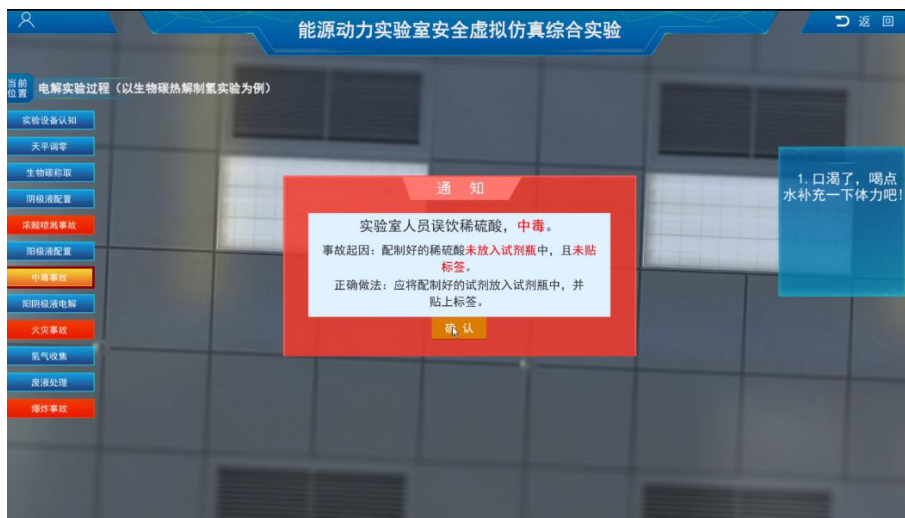 能源动力实验室安全虚拟仿真综合实验
返 回
当前
位置
电解实验过程（以生物碳热解制氢实验为例）
实验设备认知
天平调零
生物碳称取
阴极液配置
浓酸喷溅事故
阳极液配置
中毒事故
阳阴极液电解
火灾事故
氢气收集
废液处理
爆炸事故
通 知
实验室人员误饮稀硫酸，中毒。
事故起因：配制好的稀硫酸未放入试剂瓶中，且未贴
标签。
正确做法：应将配制好的试剂放入试剂瓶中，并
贴上标签。
确 认
1. 口渴了，喝点
水补充一下体力吧！